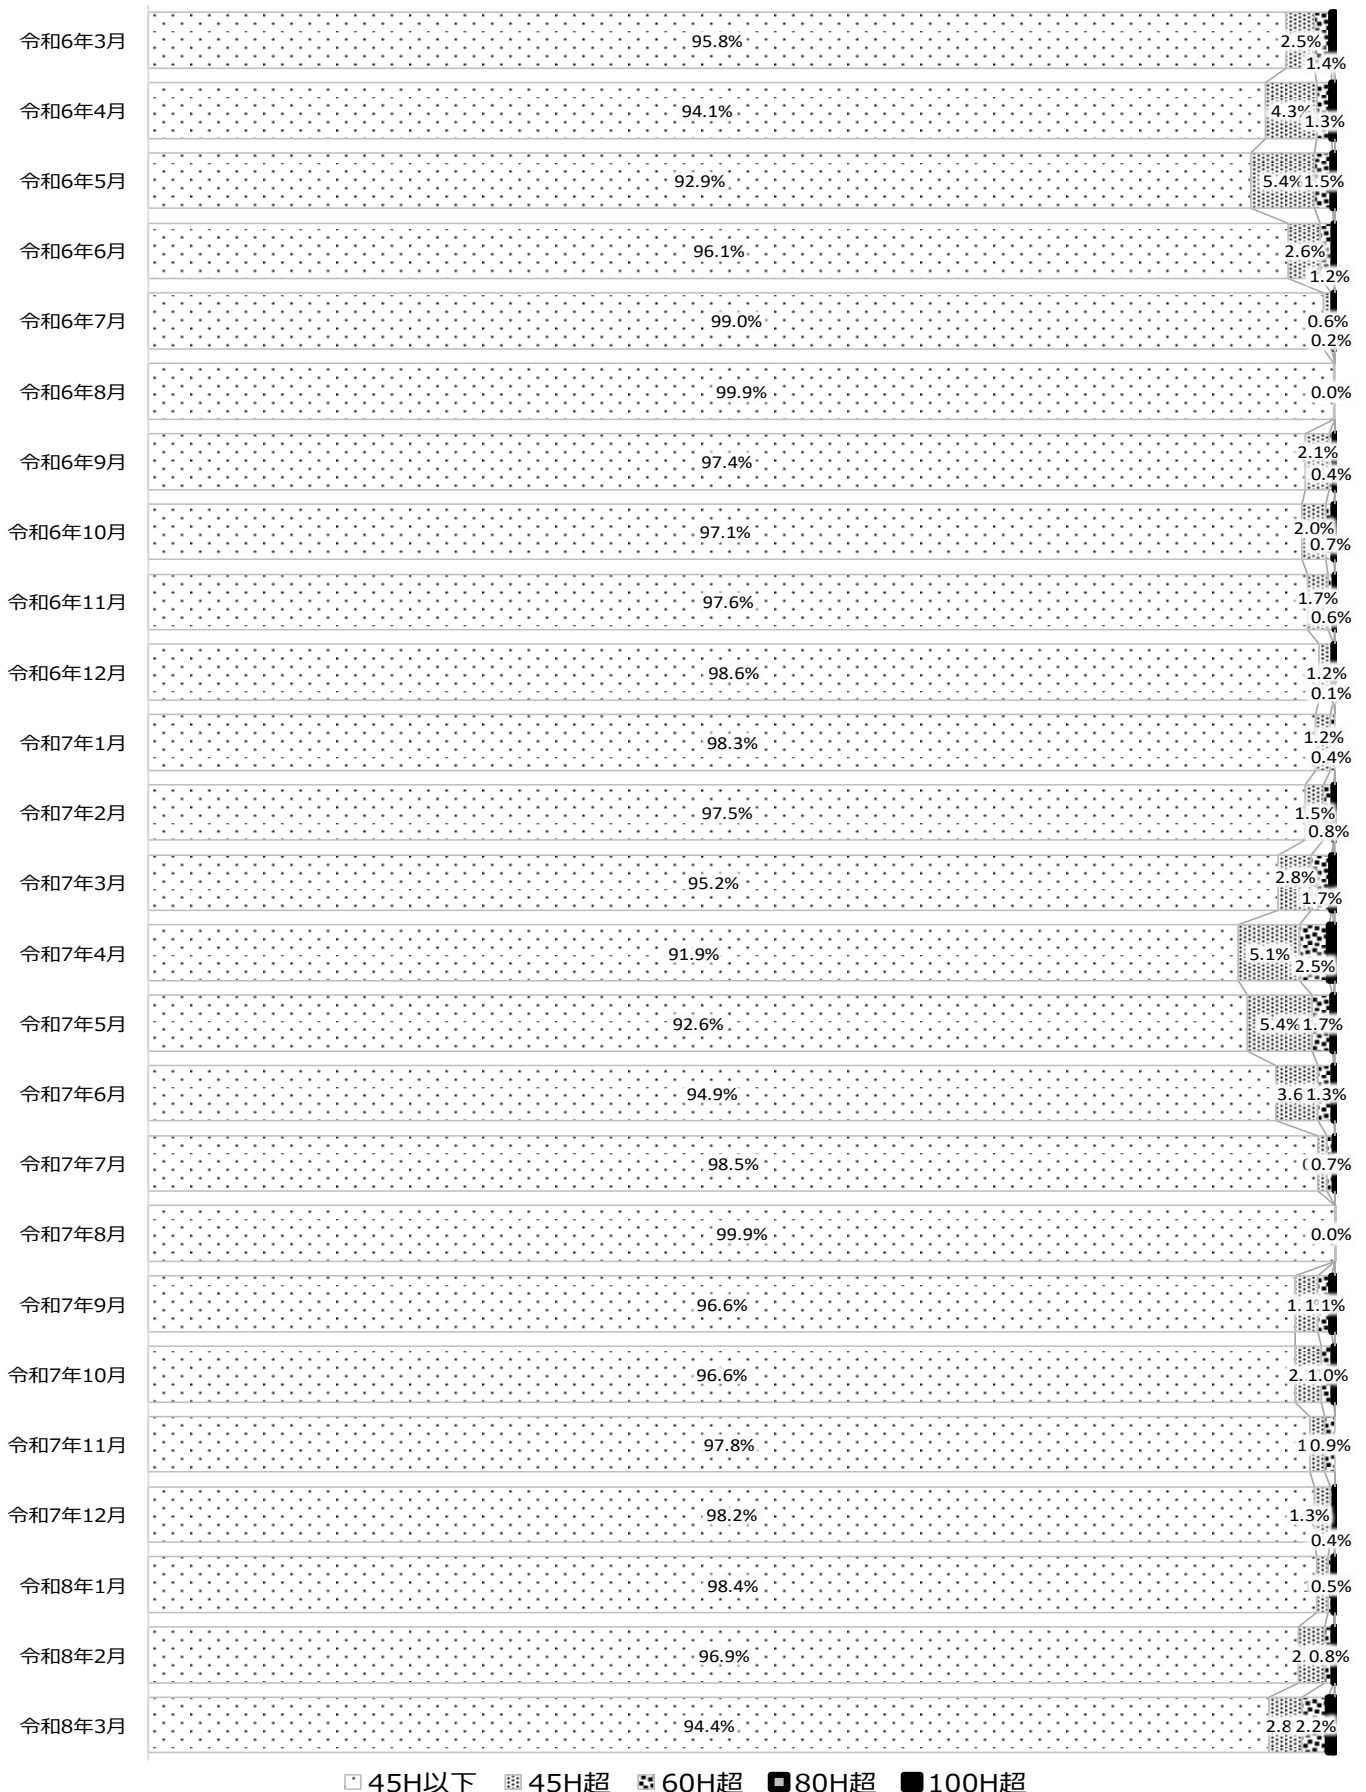 令和6年3月 95.8% 2.5% 1.4%
令和6年4月 94.1% 4.3% 1.3%
令和6年5月 92.9% 5.4% 1.5%
令和6年6月 96.1% 2.6% 1.2%
令和6年7月 99.0% 0.6% 0.2%
令和6年8月 99.9% 0.0%
令和6年9月 97.4% 2.1% 0.4%
令和6年10月 97.1% 2.0% 0.7%
令和6年11月 97.6% 1.7% 0.6%
令和6年12月 98.6% 1.2% 0.1%
令和7年1月 98.3% 1.2% 0.4%
令和7年2月 97.5% 1.5% 0.8%
令和7年3月 95.2% 2.8% 1.7%
令和7年4月 91.9% 5.1% 2.5%
令和7年5月 92.6% 5.4% 1.7%
令和7年6月 94.9% 3.6 1.3%
令和7年7月 98.5% 0.7%
令和7年8月 99.9% 0.0%
令和7年9月 96.6% 1.1%
令和7年10月 96.6% 1.0%
令和7年11月 97.8% 0.9%
令和7年12月 98.2% 1.3% 0.4%
令和8年1月 98.4% 0.5%
令和8年2月 96.9% 0.8%
令和8年3月 94.4% 2.8 2.2%
45H以下 45H超 60H超 80H超 100H超